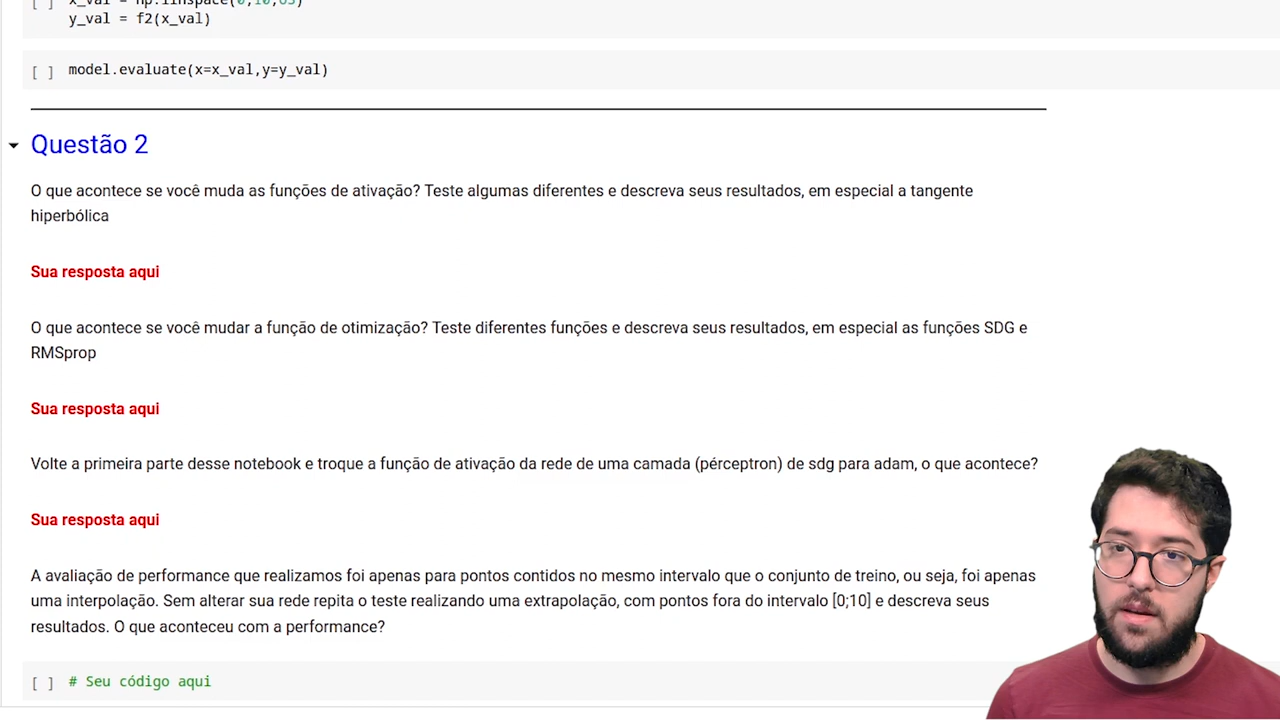 [ ] x_val = np.linspace(0,10,65)
y_val = f2(x_val)
[ ] model.evaluate(x=x_val,y=y_val)
Questão 2
O que acontece se você muda as funções de ativação? Teste algumas diferentes e descreva seus resultados, em especial a tangente
hiperbólica
Sua resposta aqui
O que acontece se você mudar a função de otimização? Teste diferentes funções e descreva seus resultados, em especial as funções SDG e
RMSprop
Sua resposta aqui
Volte a primeira parte desse notebook e troque a função de ativação da rede de uma camada (pérceptron) de sdg para adam, o que acontece?
Sua resposta aqui
A avaliação de performance que realizamos foi apenas para pontos contidos no mesmo intervalo que o conjunto de treino, ou seja, foi apenas
uma interpolação. Sem alterar sua rede repita o teste realizando uma extrapolação, com pontos fora do intervalo [0;10] e descreva seus
resultados. O que aconteceu com a performance?
[ ] # Seu código aqui